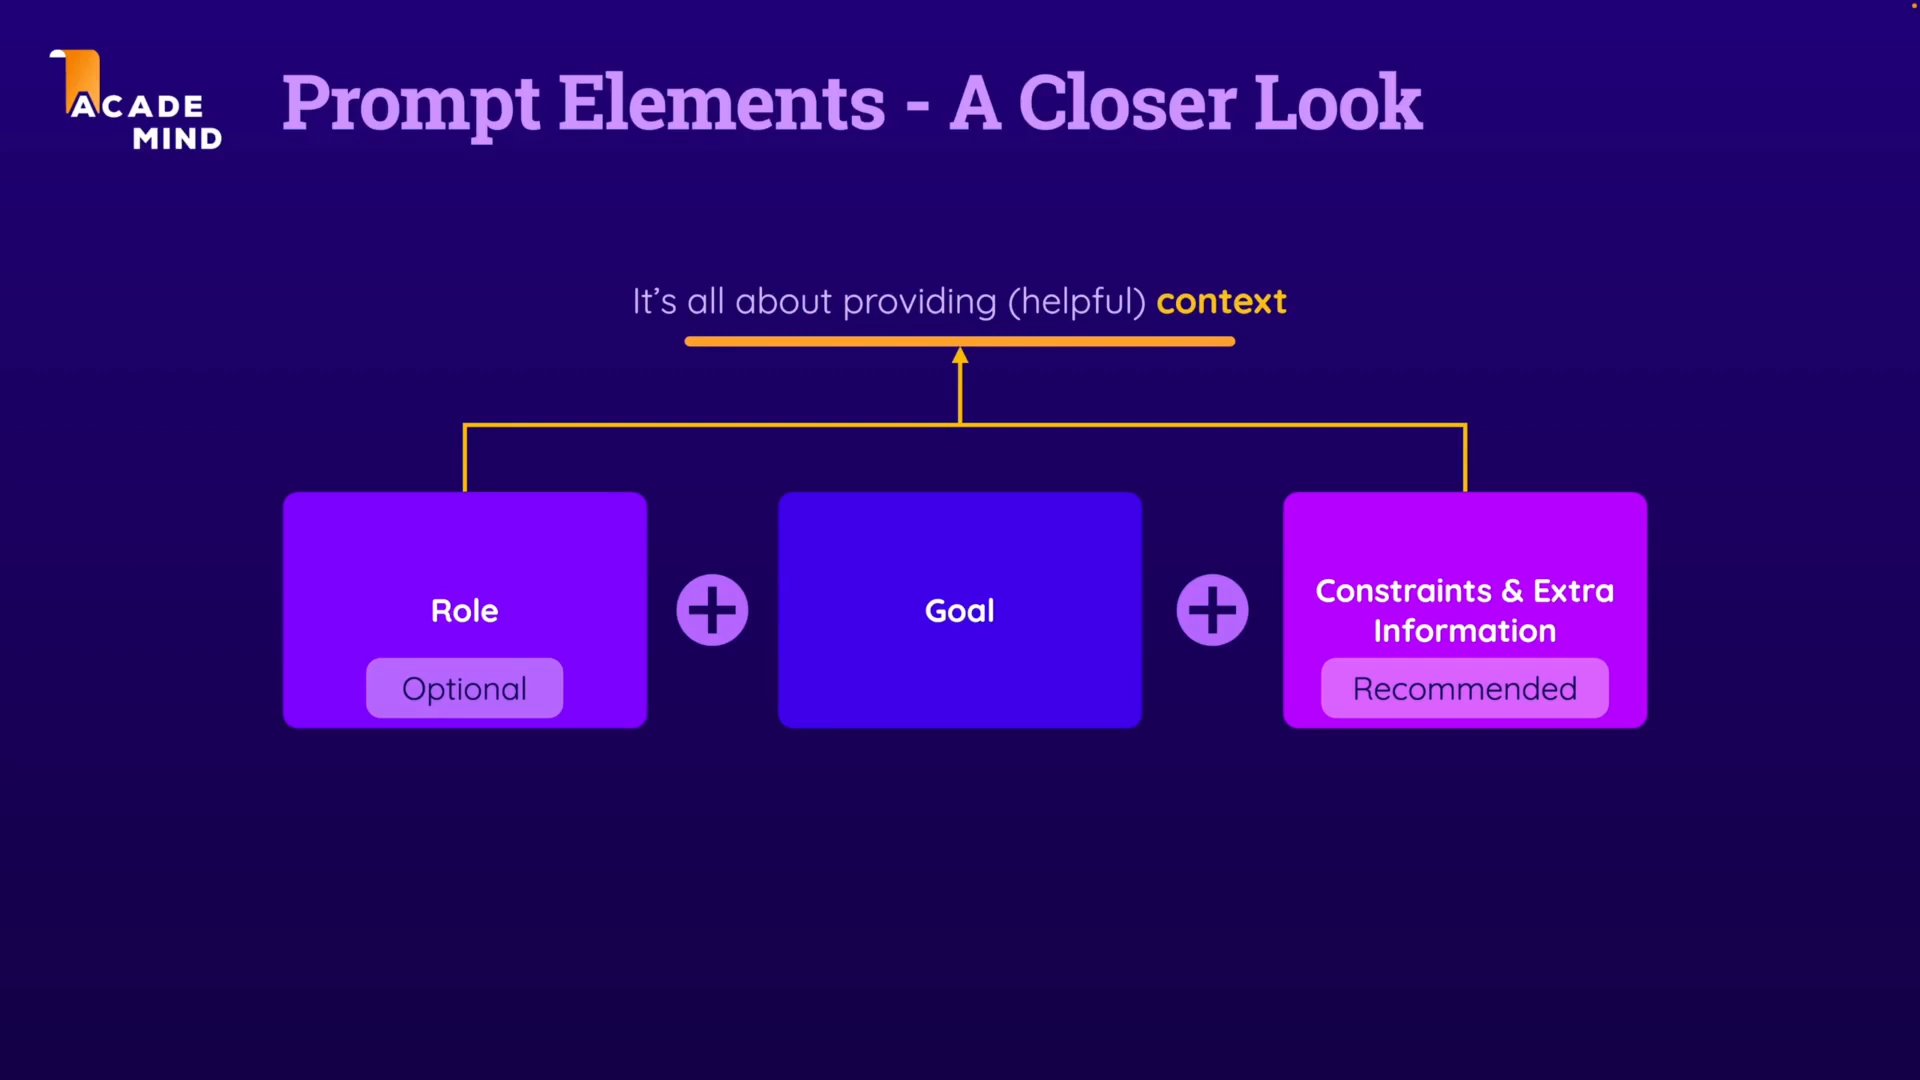 ACADE
MIND
Prompt Elements - A Closer Look
It's all about providing (helpful) context
Role
Optional
Goal
Constraints & Extra
Information
Recommended